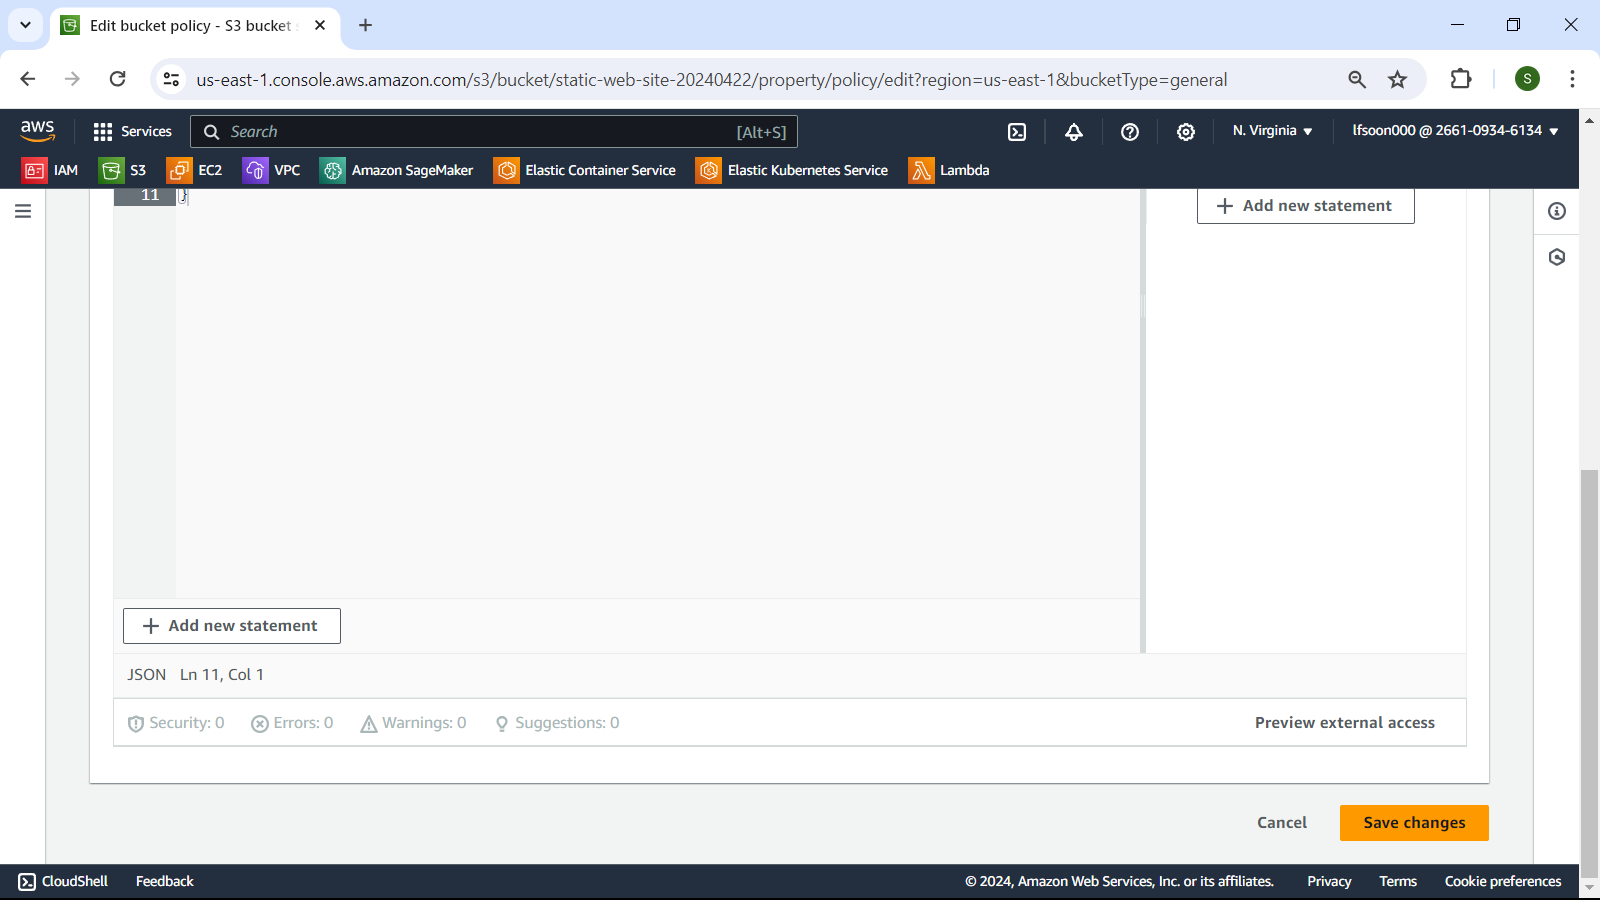 Edit bucket policy - S3 bucket
us-east-1.console.aws.amazon.com/s3/bucket/static-web-site-20240422/property/policy/edit?region=us-east-1&bucketType=general
S
aws
Services
Search
[Alt+S]
N. Virginia
lfsoon000 @ 2661-0934-6134
IAM
S3
EC2
VPC
Amazon SageMaker
Elastic Container Service
Elastic Kubernetes Service
Lambda
11 }
+ Add new statement
+ Add new statement
JSON Ln 11, Col 1
Security: 0
Errors: 0
Warnings: 0
Suggestions: 0
Preview external access
Cancel
Save changes
CloudShell
Feedback
© 2024, Amazon Web Services, Inc. or its affiliates.
Privacy
Terms
Cookie preferences